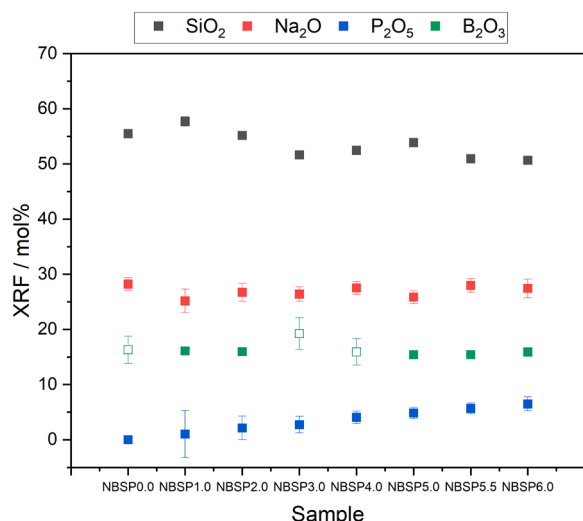 SiO₂ Na₂O P₂O₅ B₂O₃
70
60
50
40
30
20
10
0
XRF / mol%
NBSP0.0 NBSP1.0 NBSP2.0 NBSP3.0 NBSP4.0 NBSP5.0 NBSP5.5 NBSP6.0
Sample